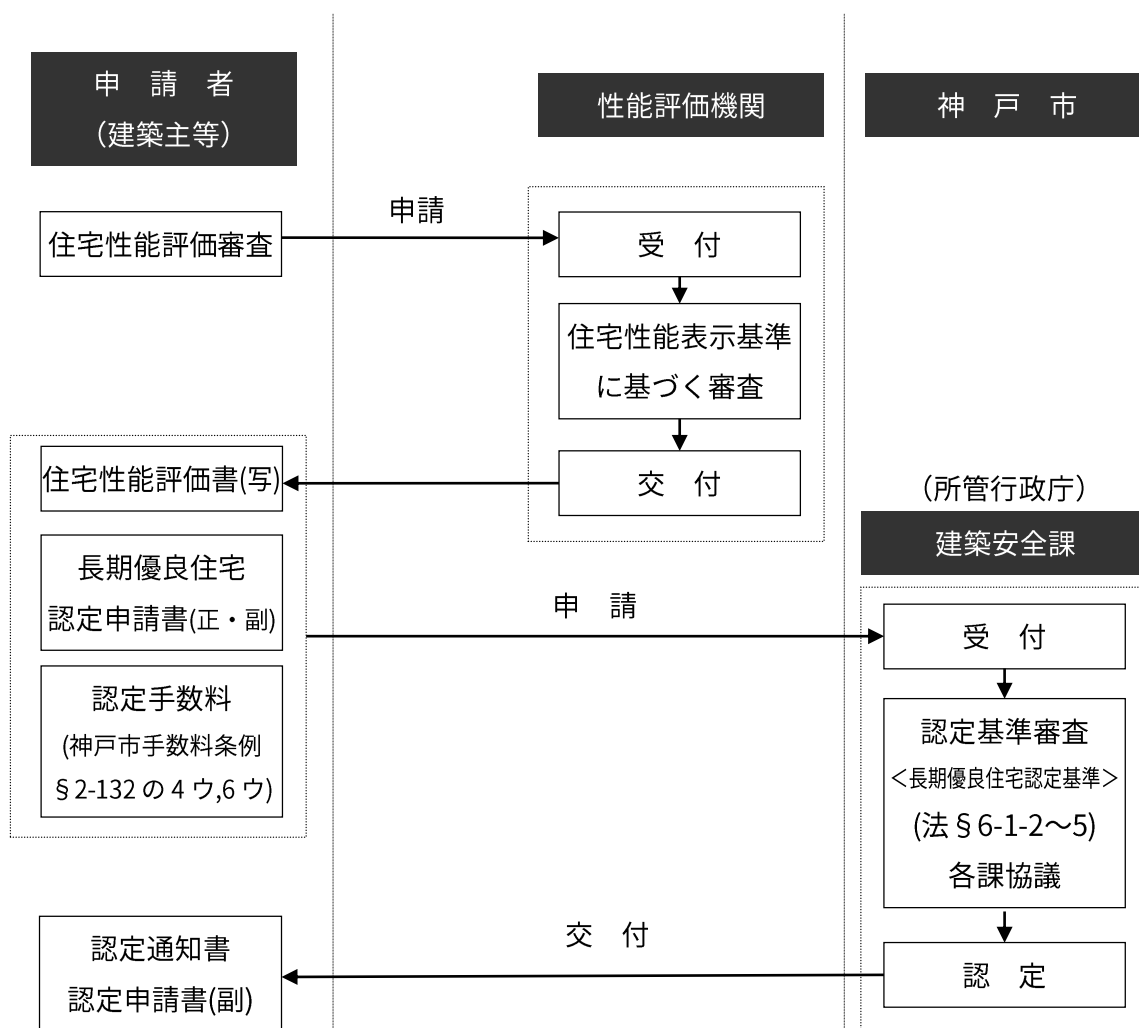 申　請　者
（建築主等）
性能評価機関
神　戸　市
住宅性能評価審査
申請
受　付
住宅性能表示基準
に基づく審査
交　付
住宅性能評価書(写)
長期優良住宅
認定申請書(正・副)
認定手数料
(神戸市手数料条例
§2-132 の 4 ウ,6 ウ)
申　請
（所管行政庁）
建築安全課
受　付
認定基準審査
＜長期優良住宅認定基準＞
(法§6-1-2～5)
各課協議
認　定
交　付
認定通知書
認定申請書(副)